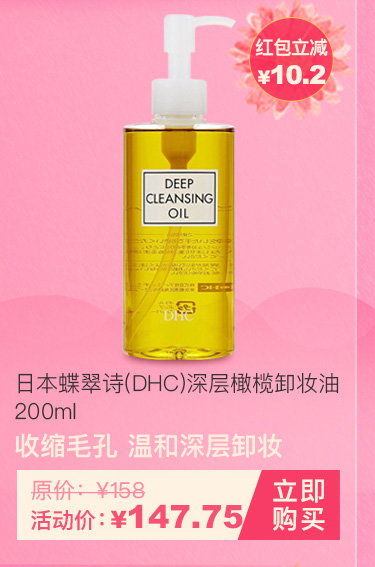 红包立减
¥10.2
DEEP
CLEANSING
OIL
DHC
日本蝶翠诗(DHC)深层橄榄卸妆油
200ml
收缩毛孔 温和深层卸妆
原价：¥158
活动价：¥147.75
立即
购买